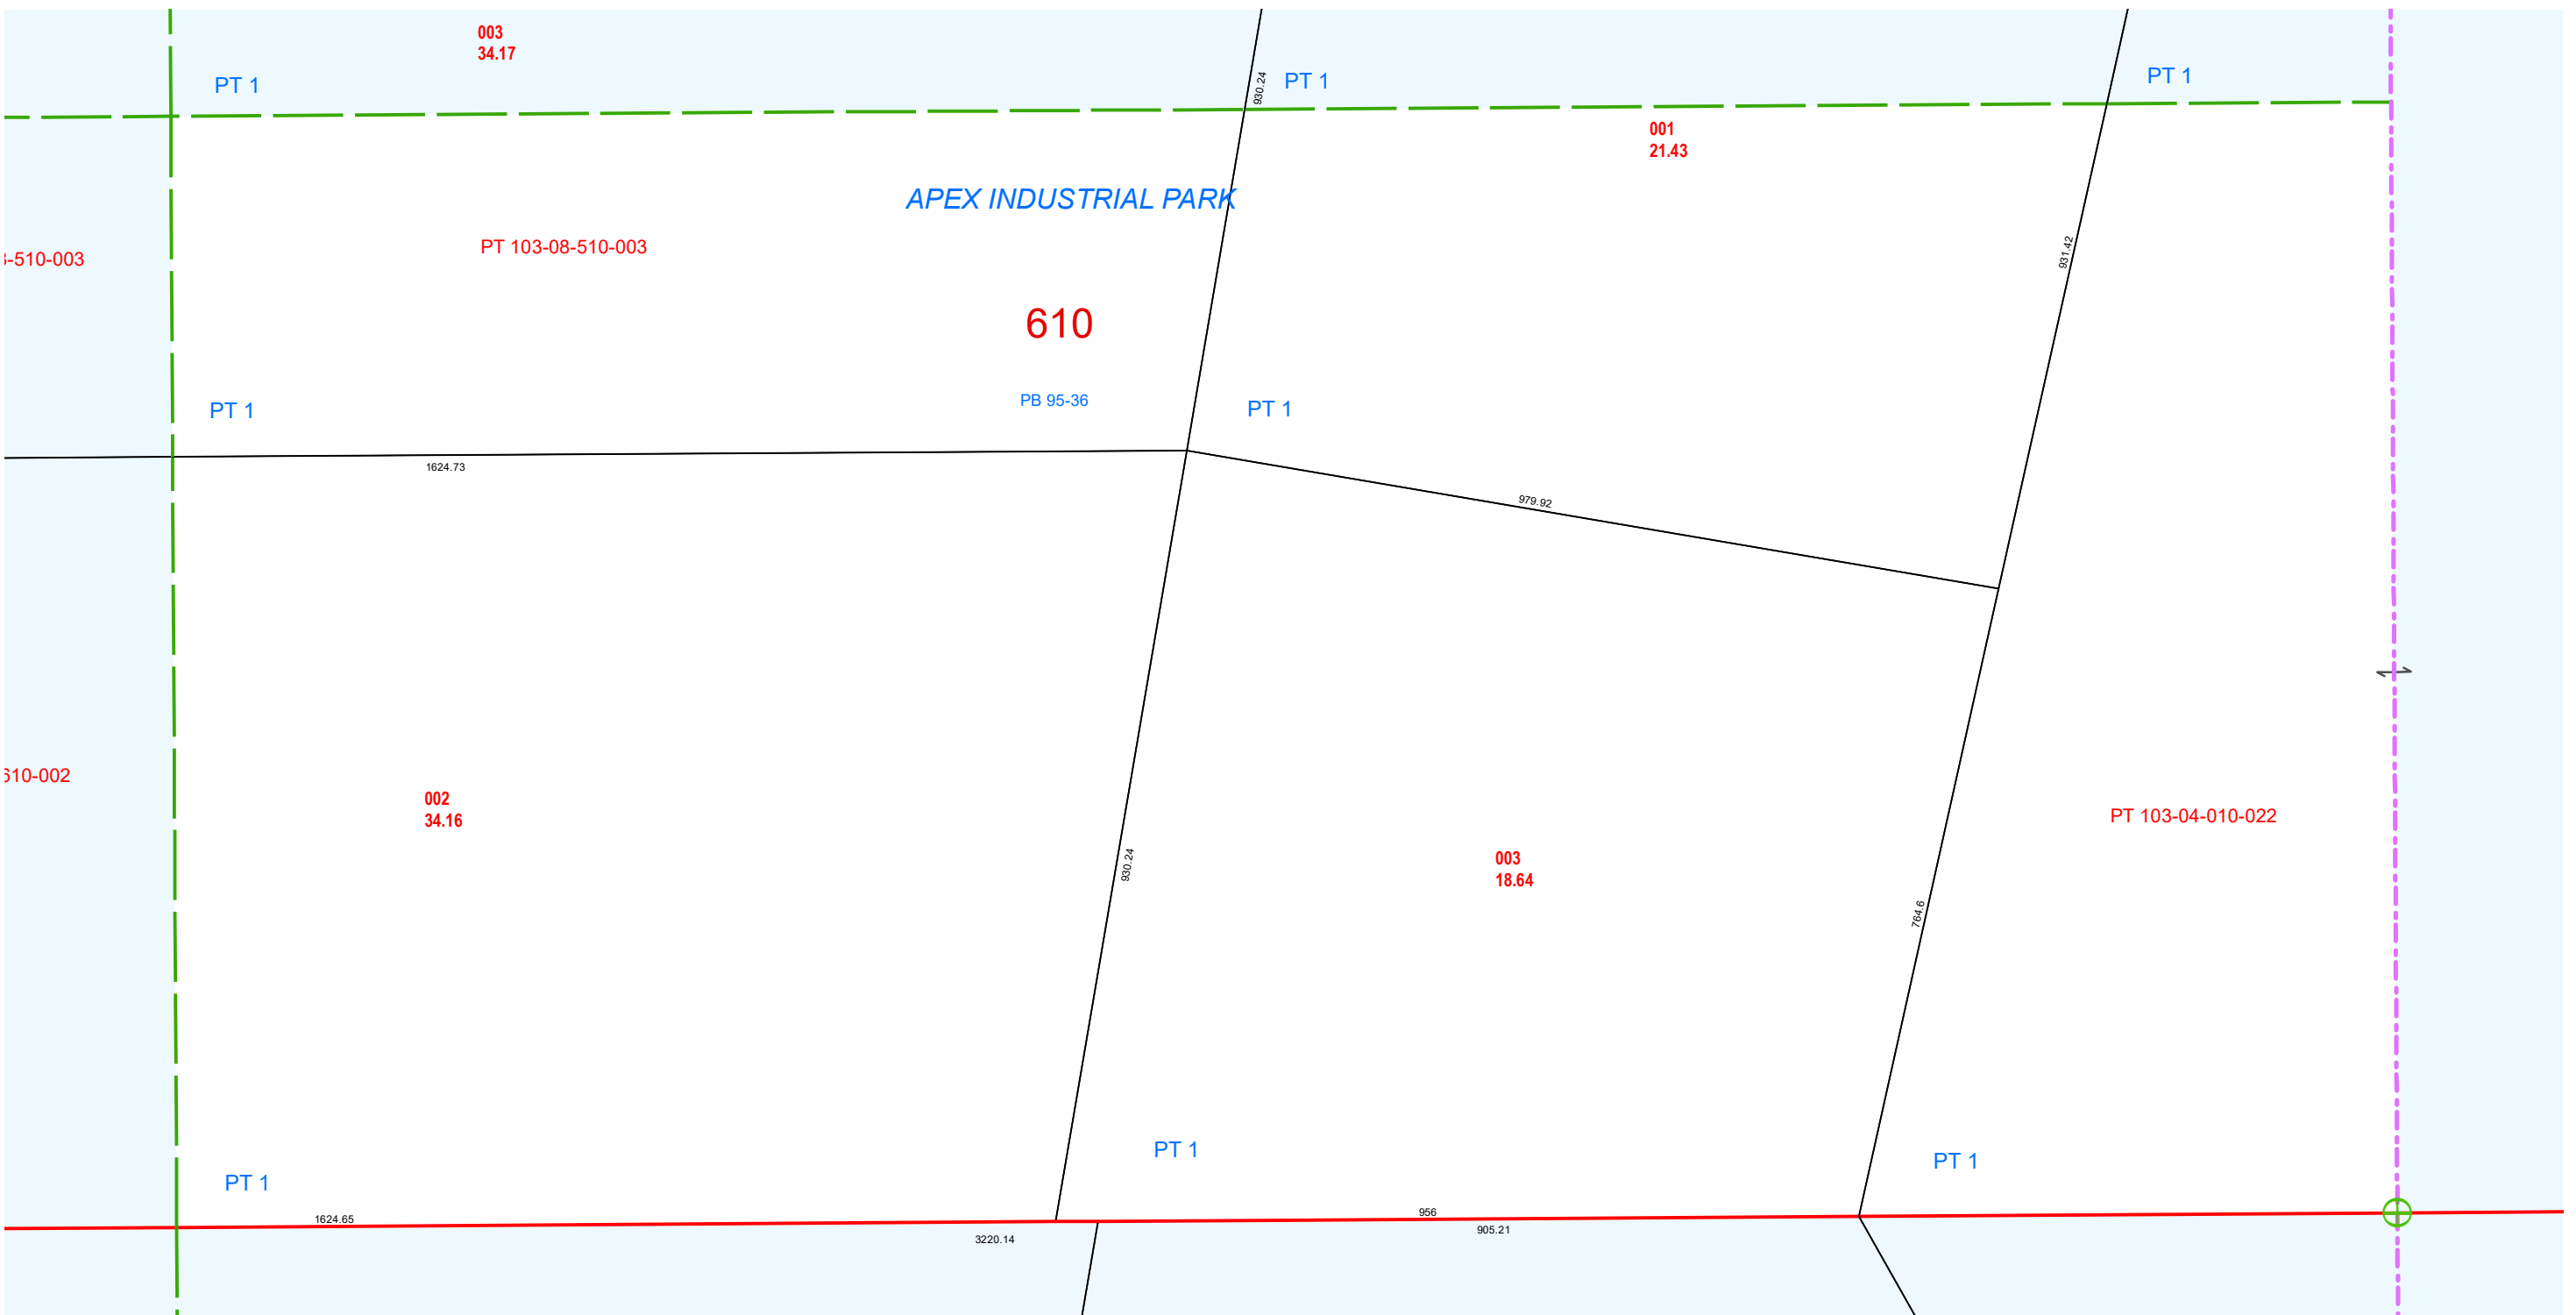 003
34.17
PT 1
930.24
PT 1
PT 1
001
21.43
APEX INDUSTRIAL PARK
PT 103-08-510-003
-510-003
931.42
610
PB 95-36
PT 1
PT 1
1624.73
979.92
610-002
002
34.16
PT 103-04-010-022
930.24
003
18.64
764.6
PT 1
PT 1
PT 1
1624.65
956
3220.14
905.21